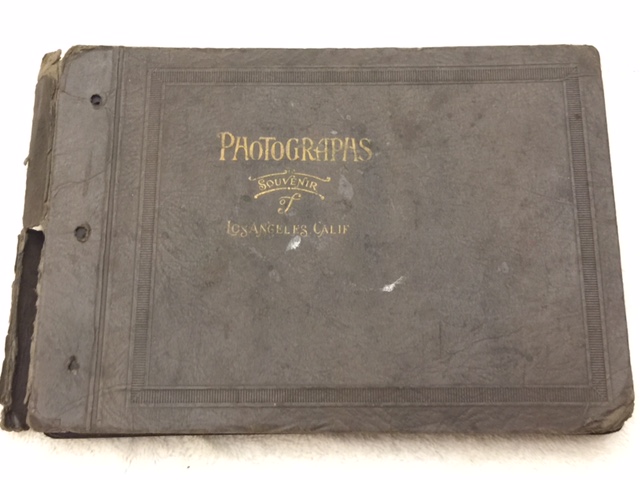 PHOTOGRAPHS
SOUVENIR
of
LOS ANGELES CALIF